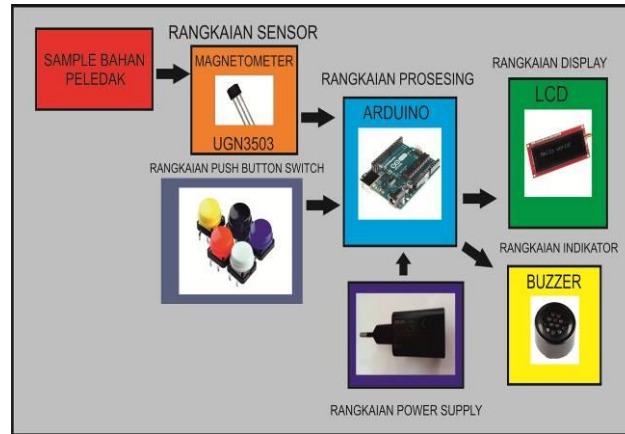 RANGKAIAN SENSOR
SAMPLE BAHAN
PELEDAK
MAGNETOMETER
UGN3503
RANGKAIAN PROSESING
ARDUINO
RANGKAIAN DISPLAY
LCD
RANGKAIAN PUSH BUTTON SWITCH
RANGKAIAN INDIKATOR
BUZZER
RANGKAIAN POWER SUPPLY